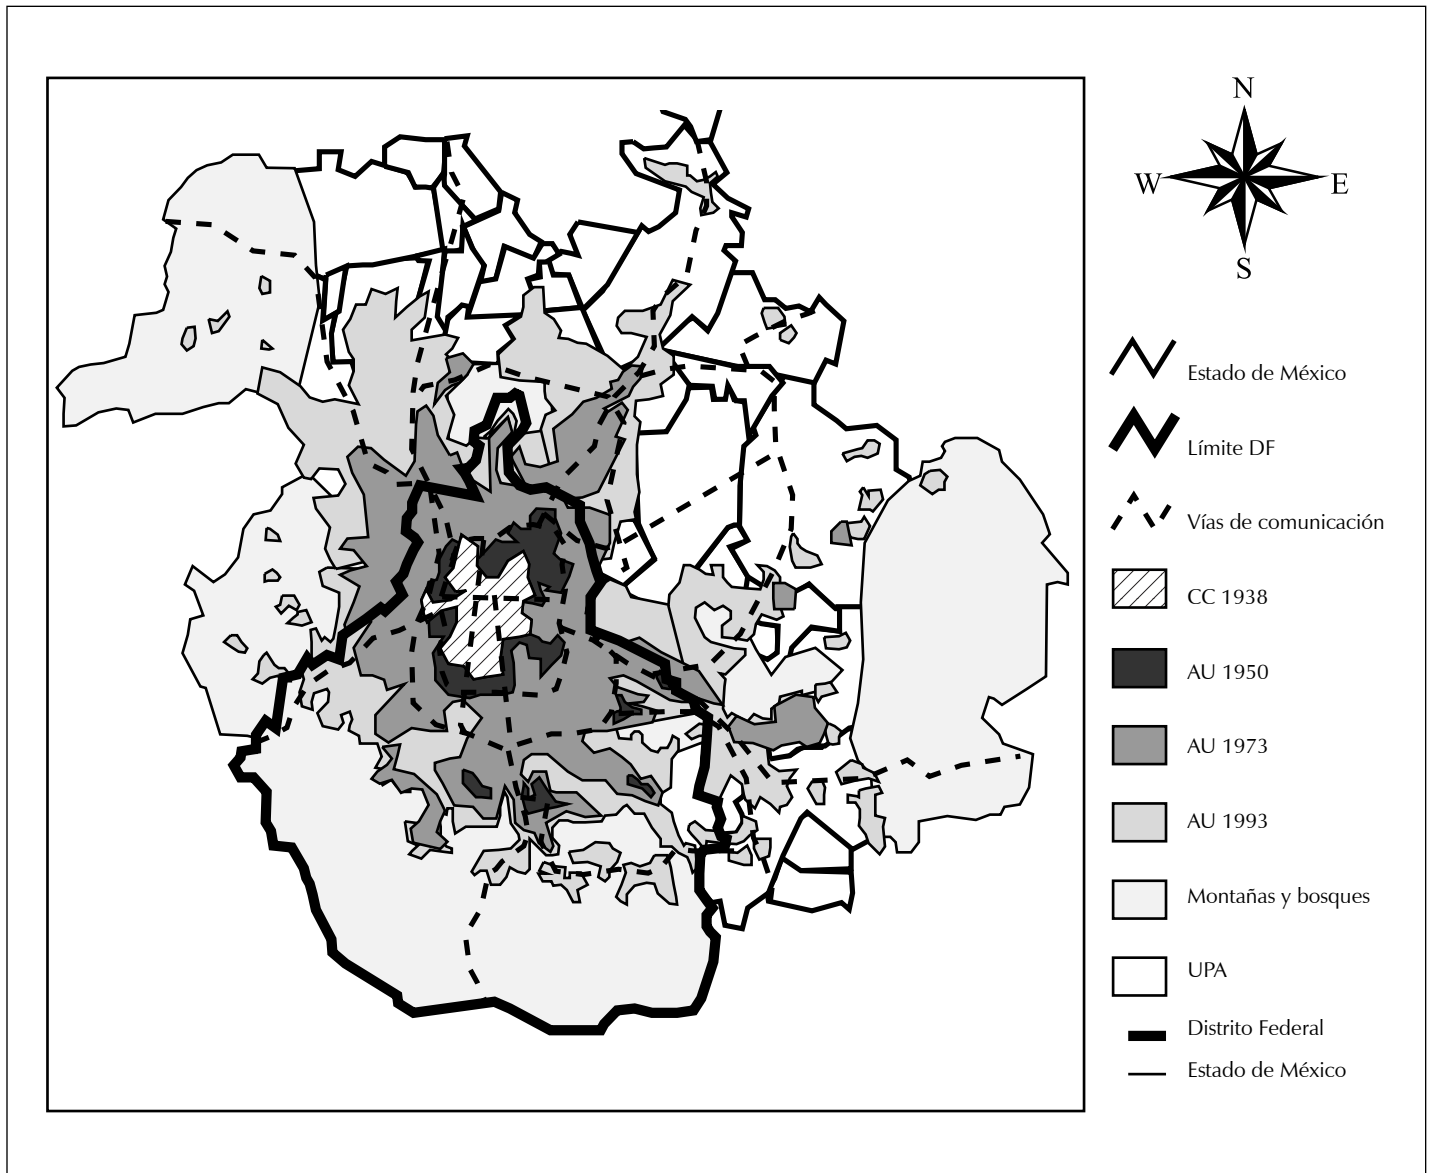 N
W E
S
Estado de México
Límite DF
Vías de comunicación
CC 1938
AU 1950
AU 1973
AU 1993
Montañas y bosques
UPA
Distrito Federal
Estado de México